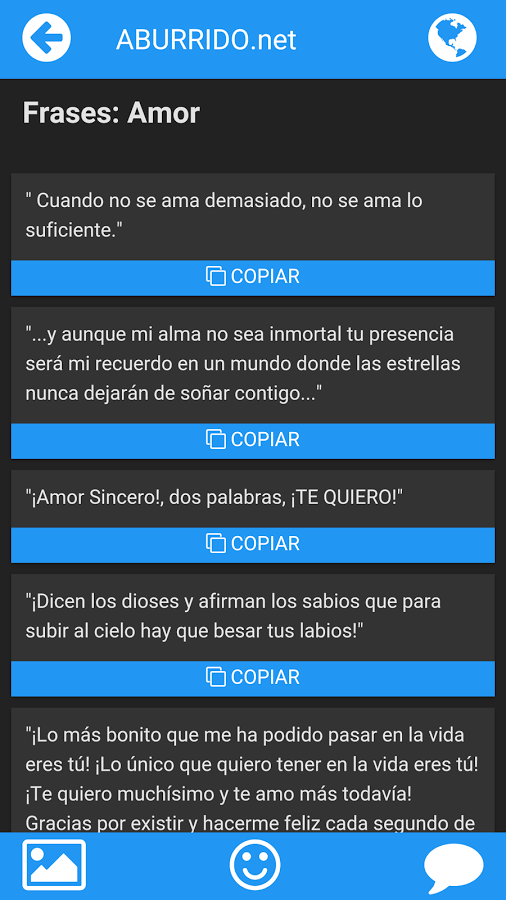 ABURRIDO.net
Frases: Amor
" Cuando no se ama demasiado, no se ama lo
suficiente."
COPIAR
"...y aunque mi alma no sea inmortal tu presencia
será mi recuerdo en un mundo donde las estrellas
nunca dejarán de soñar contigo..."
COPIAR
"¡Amor Sincero!, dos palabras, ¡TE QUIERO!"
COPIAR
"¡Dicen los dioses y afirman los sabios que para
subir al cielo hay que besar tus labios!"
COPIAR
"¡Lo más bonito que me ha podido pasar en la vida
eres tú! ¡Lo único que quiero tener en la vida eres tú!
¡Te quiero muchísimo y te amo más todavía!
Gracias por existir y hacerme feliz cada segundo de